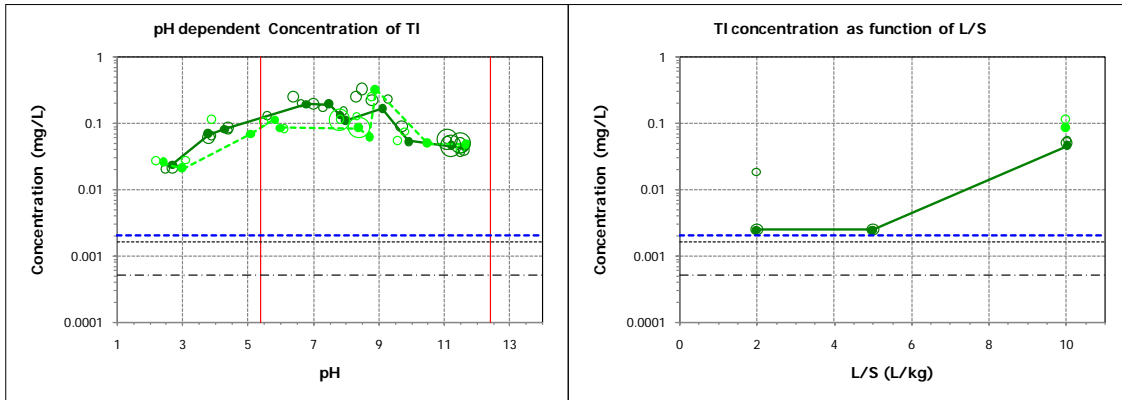 pH dependent Concentration of Tl
1
0.1
0.01
0.001
0.0001
Concentration (mg/L)
1 3 5 7 9 11 13
pH
Tl concentration as function of L/S
1
0.1
0.01
0.001
0.0001
Concentration (mg/L)
0 2 4 6 8 10
L/S (L/kg)